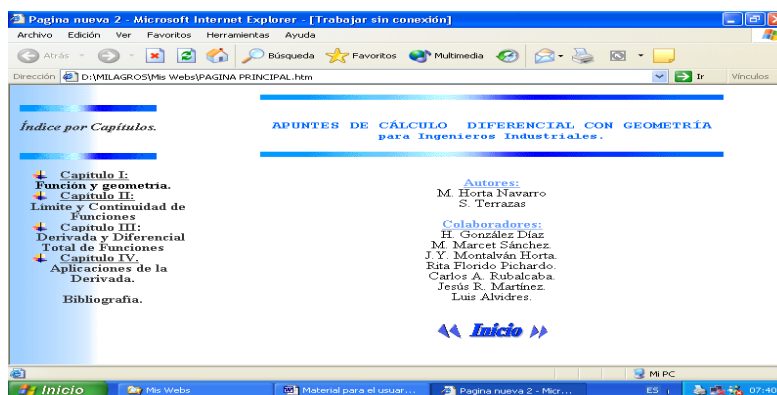 Pagina nueva 2 - Microsoft Internet Explorer - [Trabajar sin conexión]
Archivo Edición Ver Favoritos Herramientas Ayuda
Atrás Búsqueda Favoritos Multimedia
Dirección D:\MILAGROS\Mis Webs\PAGINA PRINCIPAL.htm Ir Vínculos
Índice por Capítulos.
APUNTES DE CÁLCULO DIFERENCIAL CON GEOMETRÍA
para Ingenieros Industriales.
Capítulo I:
Función y geometria.
Capítulo II:
Limite y Continuidad de
Funciones
Capítulo III:
Derivada y Diferencial
Total de Funciones
Capítulo IV.
Aplicaciones de la
Derivada.
Bibliografia.
Autores:
M. Horta Navarro
S. Terrazas
Colaboradores:
H. González Díaz
M. Marcet Sánchez.
J.Y. Montalván Horta.
Rita Florido Pichardo.
Carlos A. Rubalcaba.
Jesús R. Martínez.
Luis Alvidres.
Inicio
Mi PC
Inicio Mis Webs Material para el usuar... Pagina nueva 2 - Micr... ES 07:40